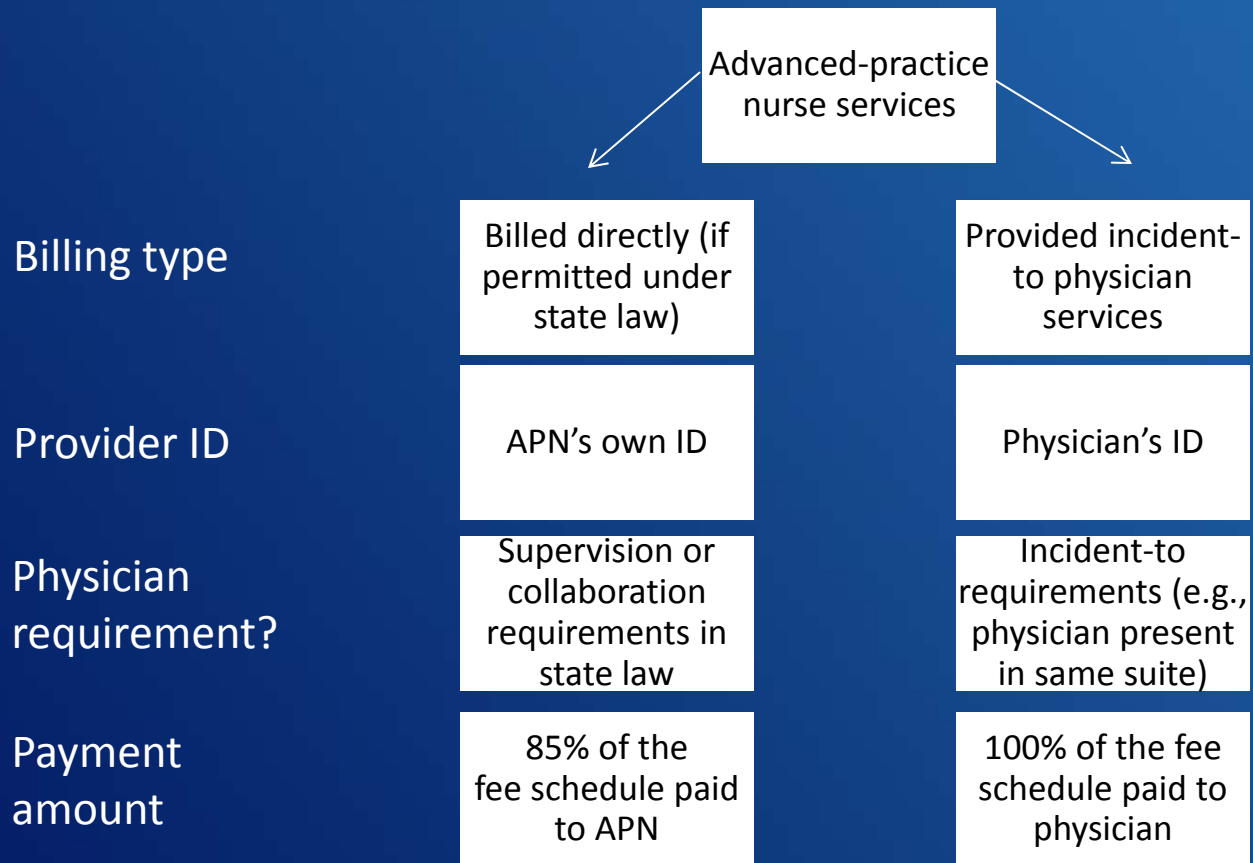 Advanced-practice
nurse services
Billing type
Billed directly (if
permitted under
state law)
Provided incident-
to physician
services
Provider ID
APN’s own ID
Physician’s ID
Physician
requirement?
Supervision or
collaboration
requirements in
state law
Incident-to
requirements (e.g.,
physician present
in same suite)
Payment
amount
85% of the
fee schedule paid
to APN
100% of the fee
schedule paid to
physician